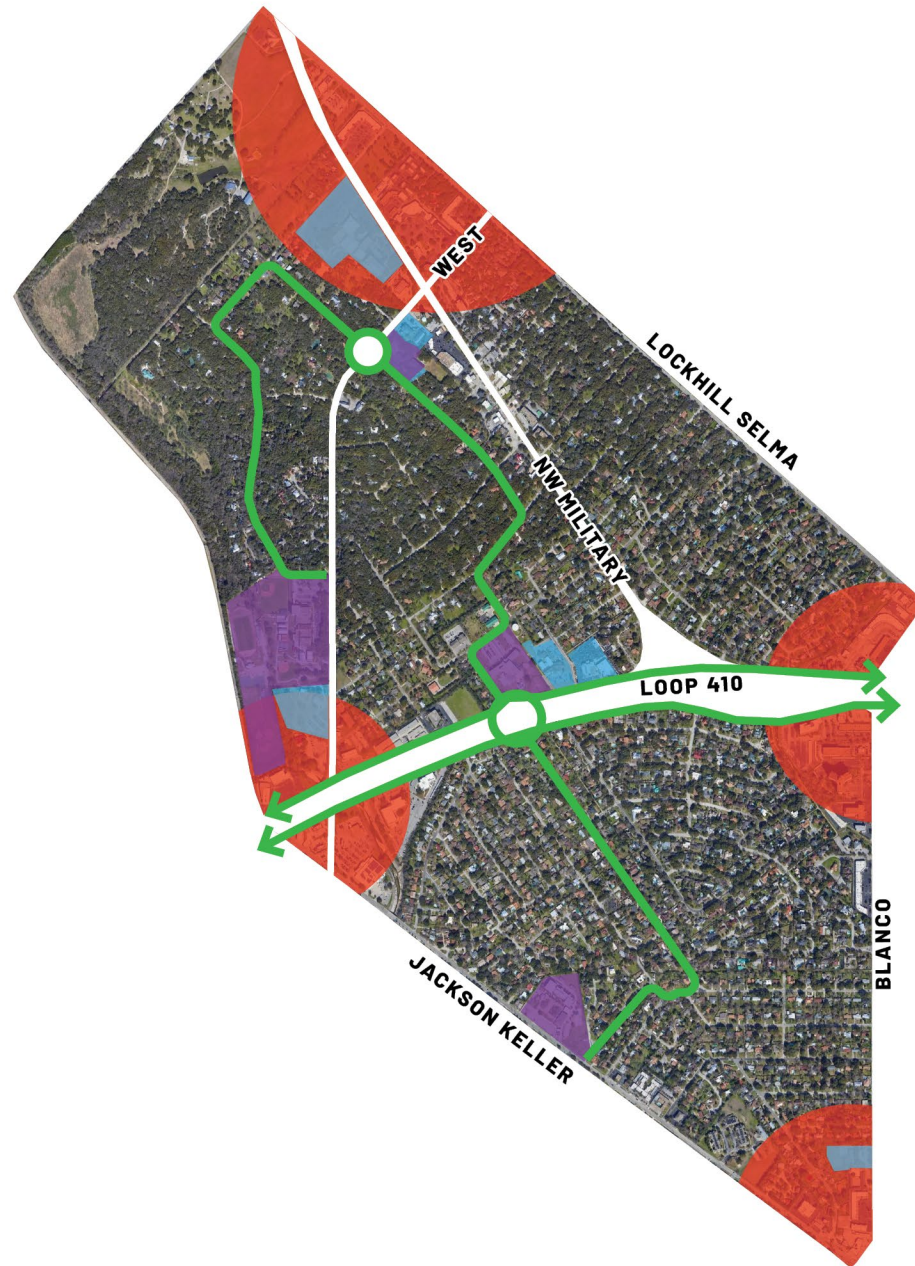 WEST
LOCKHILL SELMA
NW MILITARY
LOOP 410
BLANCO
JACKSON KELLER